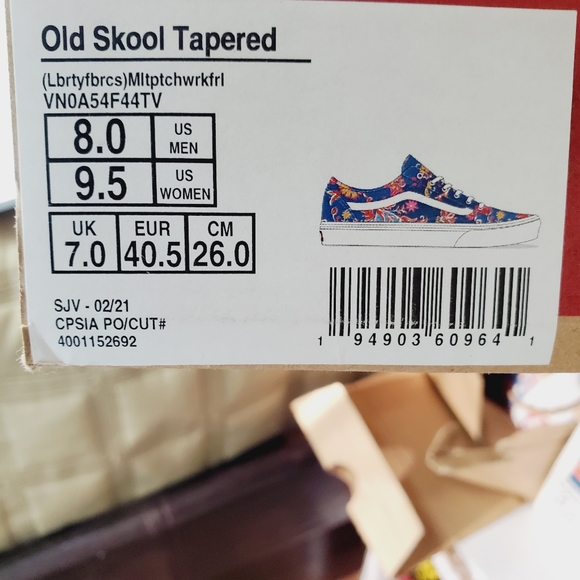 Old Skool Tapered
(Lbrtyfbrcs)Mltptchwrkfrl
VN0A54F44TV
8.0 US MEN
9.5 US WOMEN
UK 7.0 EUR 40.5 CM 26.0
SJV - 02/21
CPSIA PO/CUT#
4001152692
1 94903 60964 1